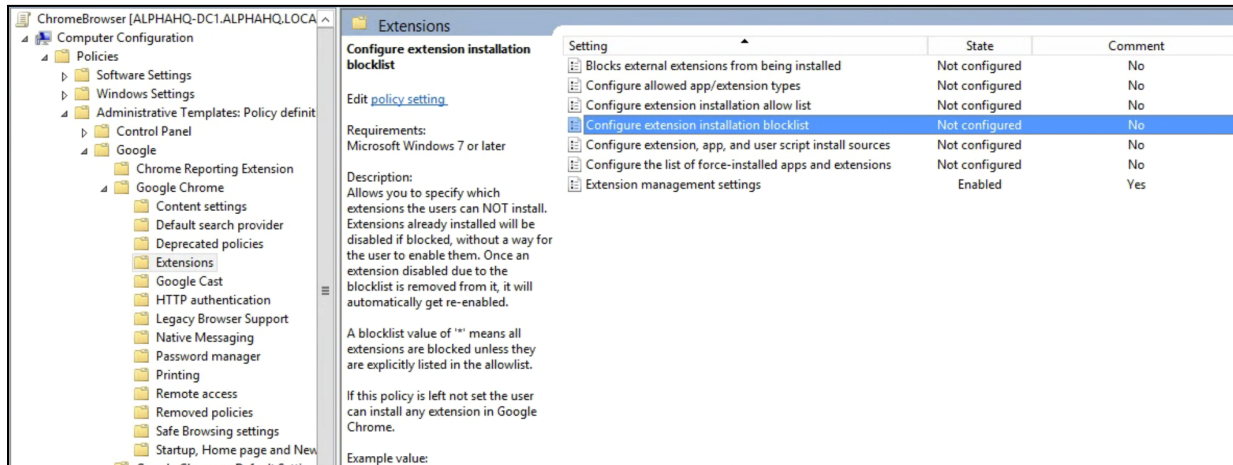 ChromeBrowser [ALPHAHQ-DC1.ALPHAHQ.LOCA
Computer Configuration
Policies
Software Settings
Windows Settings
Administrative Templates: Policy definit
Control Panel
Google
Chrome Reporting Extension
Google Chrome
Content settings
Default search provider
Deprecated policies
Extensions
Google Cast
HTTP authentication
Legacy Browser Support
Native Messaging
Password manager
Printing
Remote access
Removed policies
Safe Browsing settings
Startup, Home page and New
Extensions
Configure extension installation
blocklist
Edit policy setting
Requirements:
Microsoft Windows 7 or later
Description:
Allows you to specify which
extensions the users can NOT install.
Extensions already installed will be
disabled if blocked, without a way for
the user to enable them. Once an
extension disabled due to the
blocklist is removed from it, it will
automatically get re-enabled.
A blocklist value of '*' means all
extensions are blocked unless they
are explicitly listed in the allowlist.
If this policy is left not set the user
can install any extension in Google
Chrome.
Example value:
Setting State Comment
Blocks external extensions from being installed Not configured No
Configure allowed app/extension types Not configured No
Configure extension installation allow list Not configured No
Configure extension installation blocklist Not configured No
Configure extension, app, and user script install sources Not configured No
Configure the list of force-installed apps and extensions Not configured No
Extension management settings Enabled Yes